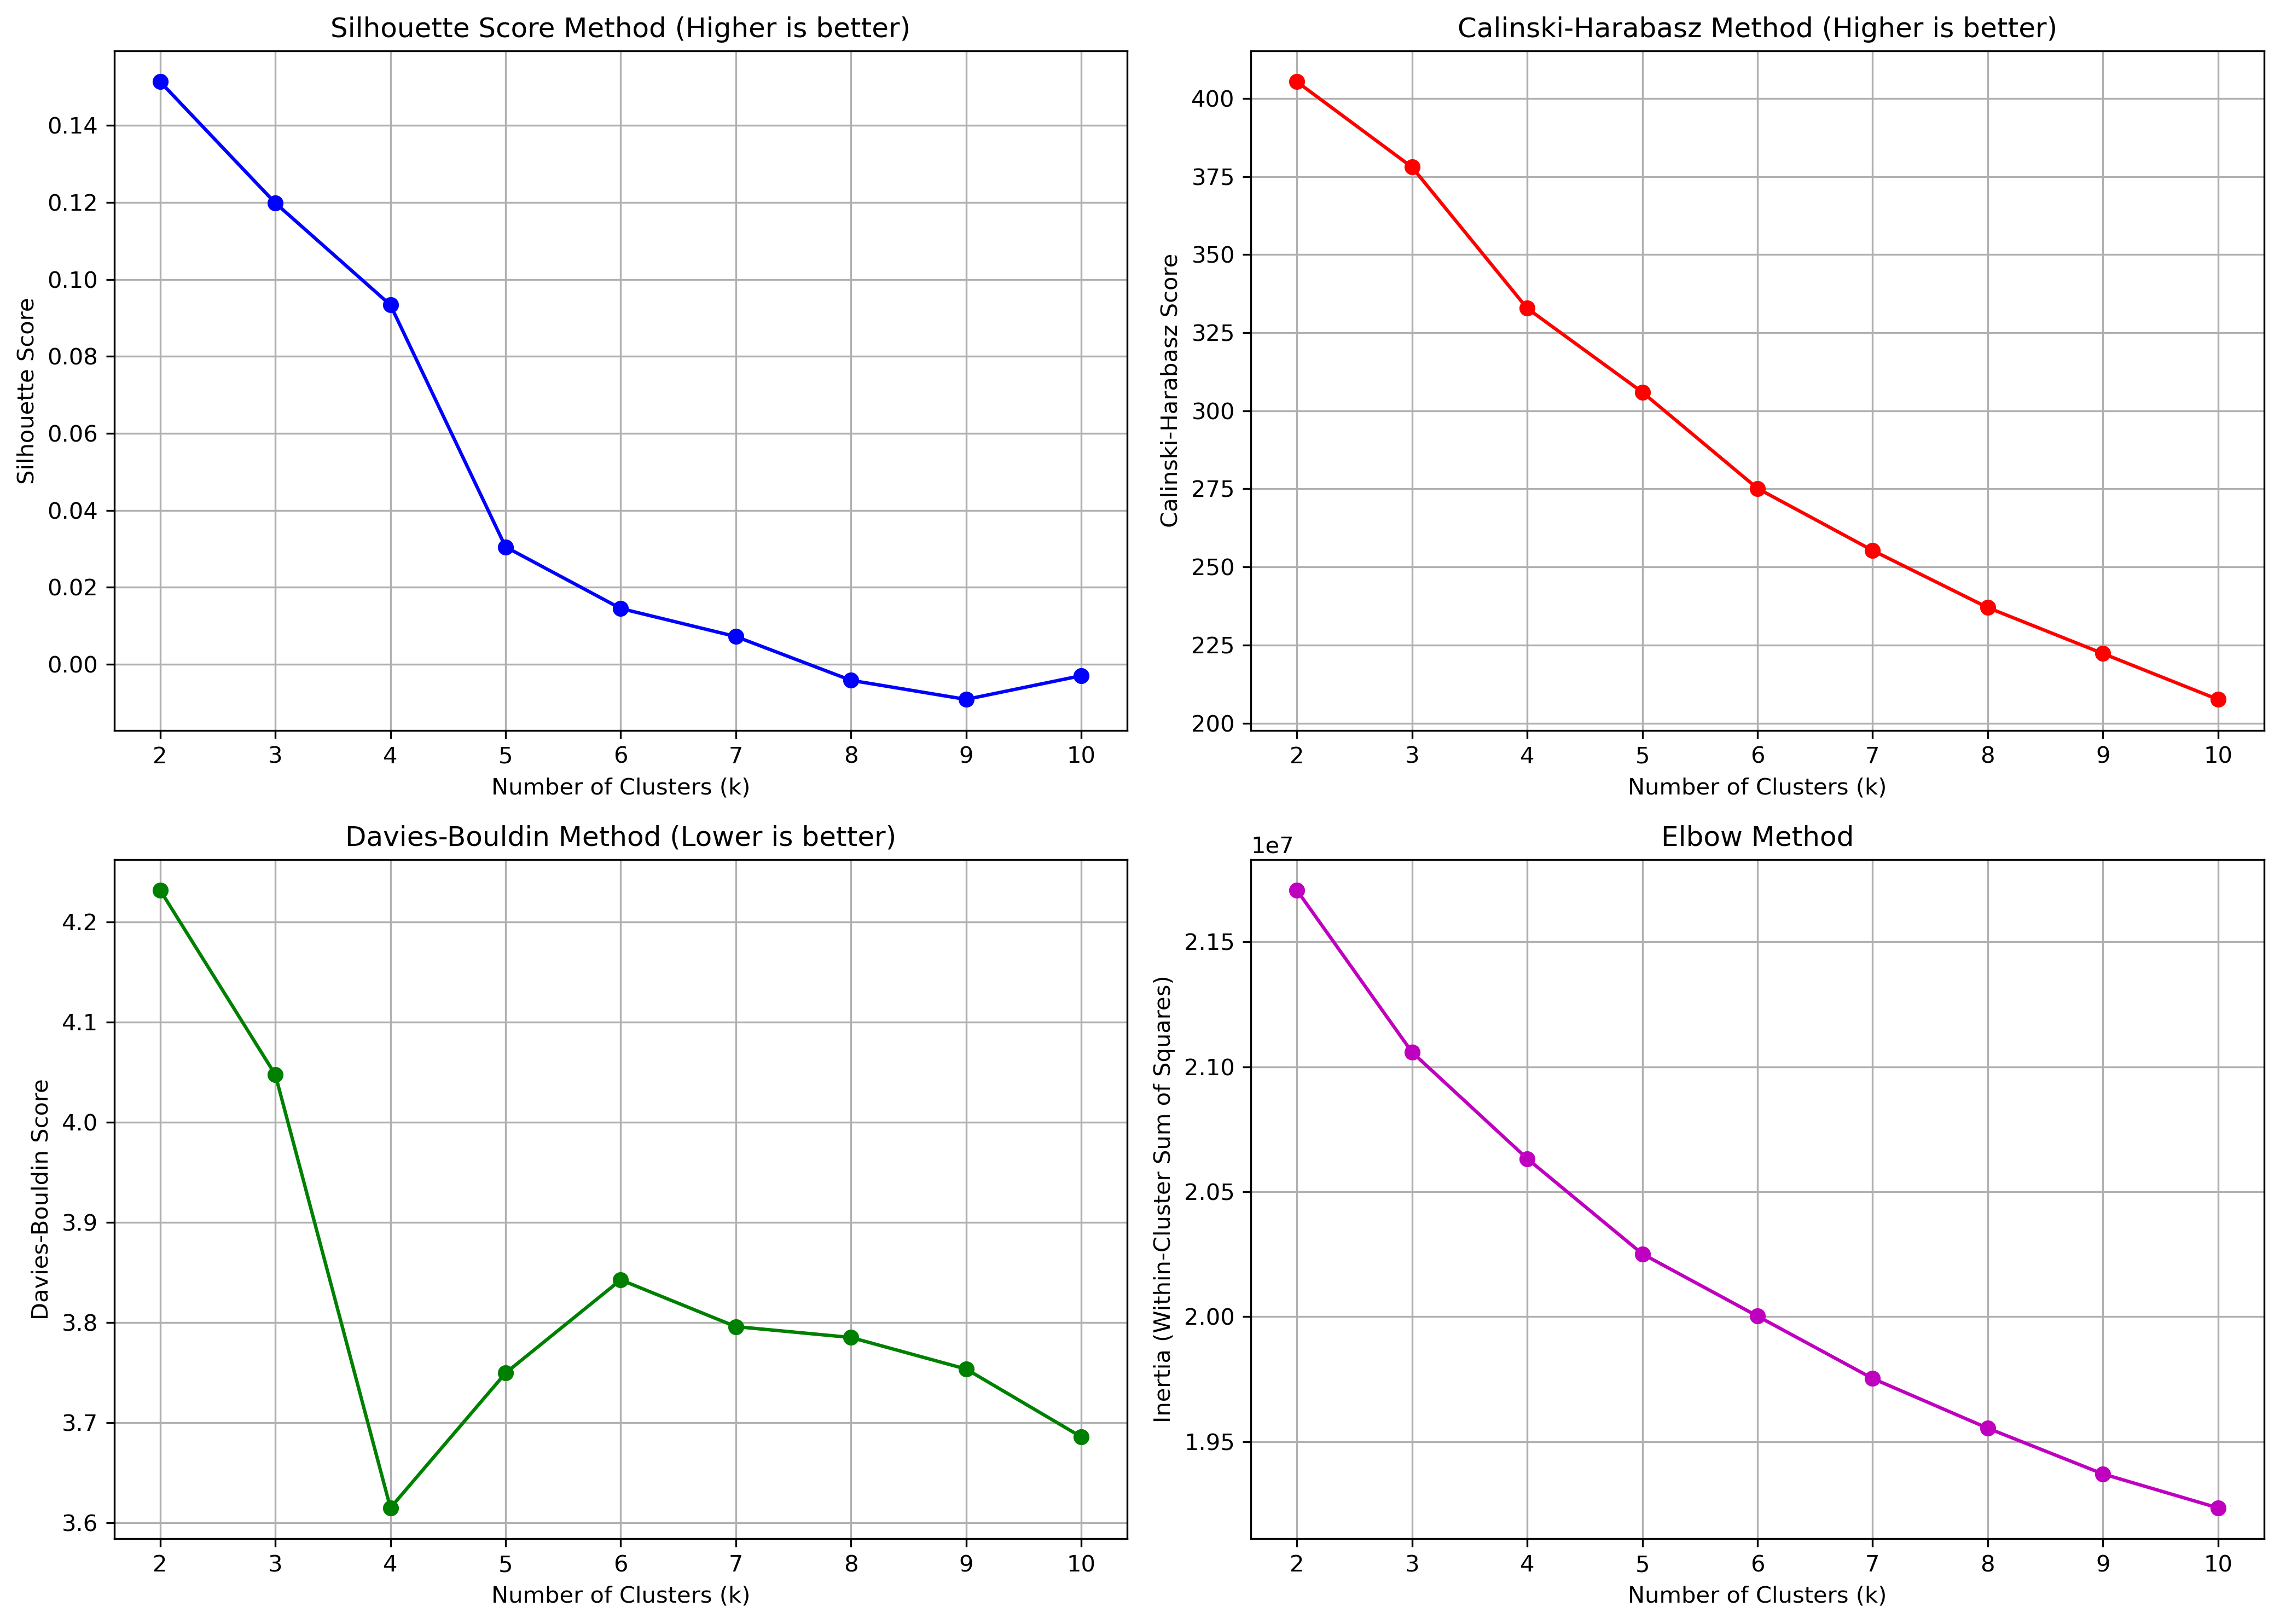 Silhouette Score Method (Higher is better)
Silhouette Score
0.14
0.12
0.10
0.08
0.06
0.04
0.02
0.00
2 3 4 5 6 7 8 9 10
Number of Clusters (k)
Calinski-Harabasz Method (Higher is better)
Calinski-Harabasz Score
400
375
350
325
300
275
250
225
200
2 3 4 5 6 7 8 9 10
Number of Clusters (k)
Davies-Bouldin Method (Lower is better)
Davies-Bouldin Score
4.2
4.1
4.0
3.9
3.8
3.7
3.6
2 3 4 5 6 7 8 9 10
Number of Clusters (k)
Elbow Method
1e7
Inertia (Within-Cluster Sum of Squares)
2.15
2.10
2.05
2.00
1.95
2 3 4 5 6 7 8 9 10
Number of Clusters (k)